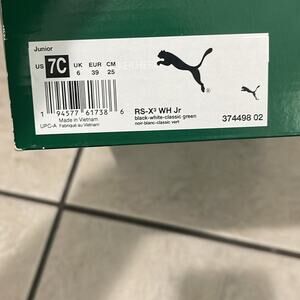 Junior
US 7C UK EUR CM
6 39 25
PUMA
RS-X³ WH Jr
black-white-classic green
noir-blanc-classic vert
1 94577 61738 6
Made in Vietnam
UPC-A Fabriqué au Vietnam
374498 02